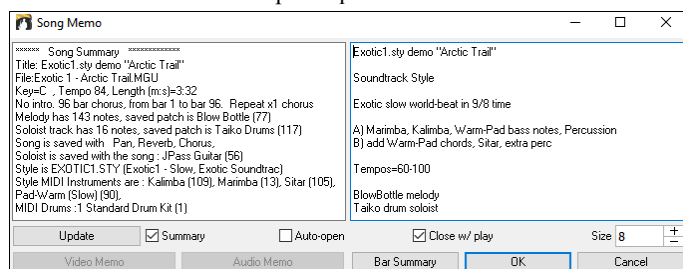 Song Memo
****** Song Summary ************
Title: Exotic1.sty demo "Arctic Trail"
File:Exotic 1 - Arctic Trail.MGU
Key=C , Tempo 84, Length (m:s)=3:32
No intro. 96 bar chorus, from bar 1 to bar 96. Repeat x1 chorus
Melody has 143 notes, saved patch is Blow Bottle (77)
Soloist track has 16 notes, saved patch is Taiko Drums (117)
Song is saved with Pan, Reverb, Chorus,
Soloist is saved with the song : JPass Guitar (56)
Style is EXOTIC1.STY (Exotic1 - Slow, Exotic Soundtrac)
Style MIDI Instruments are : Kalimba (109), Marimba (13), Sitar (105),
Pad-Warm (Slow) (90),
MIDI Drums :1 Standard Drum Kit (1)
Exotic1.sty demo "Arctic Trail"
Soundtrack Style
Exotic slow world-beat in 9/8 time
A) Marimba, Kalimba, Warm-Pad bass notes, Percussion
B) add Warm-Pad chords, Sitar, extra perc
Tempos=60-100
BlowBottle melody
Taiko drum soloist
Update Summary Auto-open Close w/ play Size 8
Video Memo Audio Memo Bar Summary OK Cancel